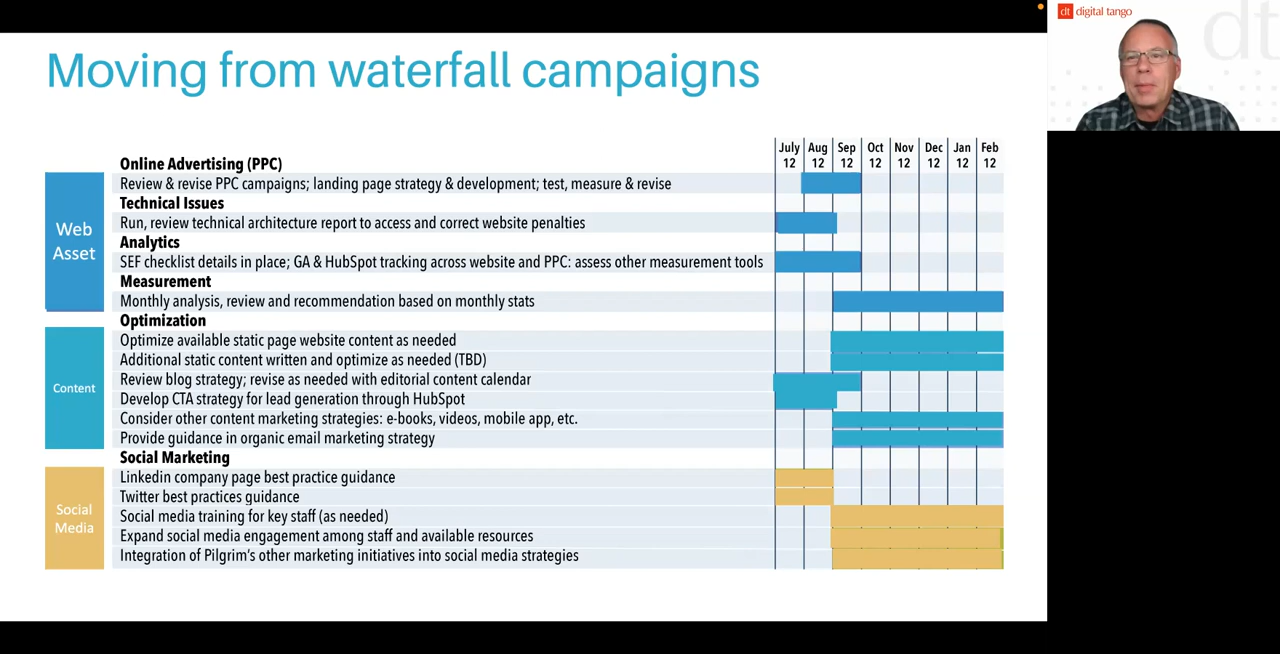 dt digital tango
dt
Moving from waterfall campaigns
July Aug Sep Oct Nov Dec Jan Feb
12 12 12 12 12 12 12 12
Online Advertising (PPC)
Review & revise PPC campaigns; landing page strategy & development; test, measure & revise
Technical Issues
Run, review technical architecture report to access and correct website penalties
Web
Asset
Analytics
SEF checklist details in place; GA & HubSpot tracking across website and PPC: assess other measurement tools
Measurement
Monthly analysis, review and recommendation based on monthly stats
Optimization
Optimize available static page website content as needed
Additional static content written and optimize as needed (TBD)
Review blog strategy; revise as needed with editorial content calendar
Content
Develop CTA strategy for lead generation through HubSpot
Consider other content marketing strategies: e-books, videos, mobile app, etc.
Provide guidance in organic email marketing strategy
Social Marketing
Linkedin company page best practice guidance
Twitter best practices guidance
Social
Media
Social media training for key staff (as needed)
Expand social media engagement among staff and available resources
Integration of Pilgrim's other marketing initiatives into social media strategies